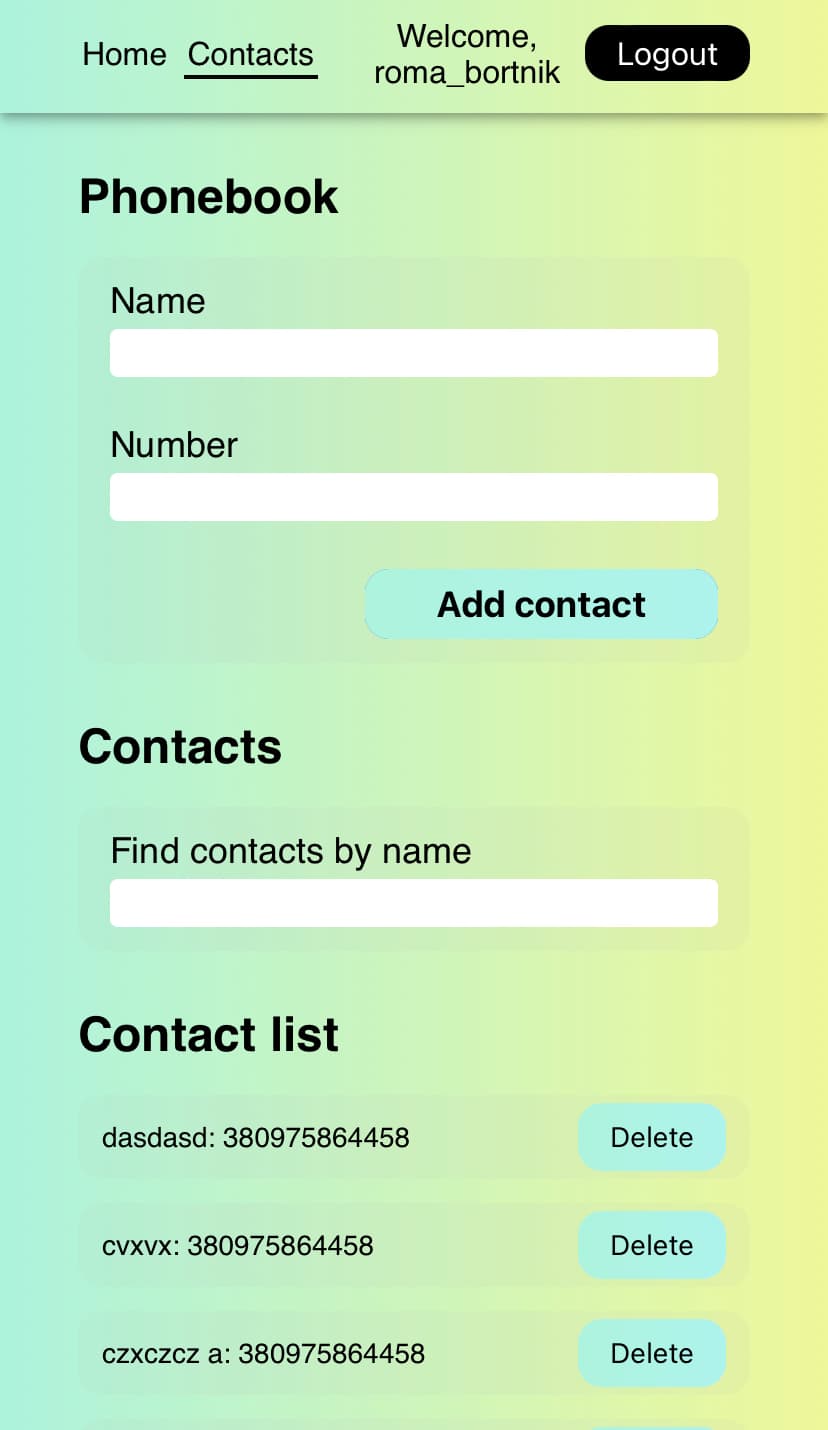 Home Contacts Welcome, roma_bortnik Logout
Phonebook
Name
Number
Add contact
Contacts
Find contacts by name
Contact list
dasdasd: 380975864458 Delete
cvxvx: 380975864458 Delete
czxczcz a: 380975864458 Delete